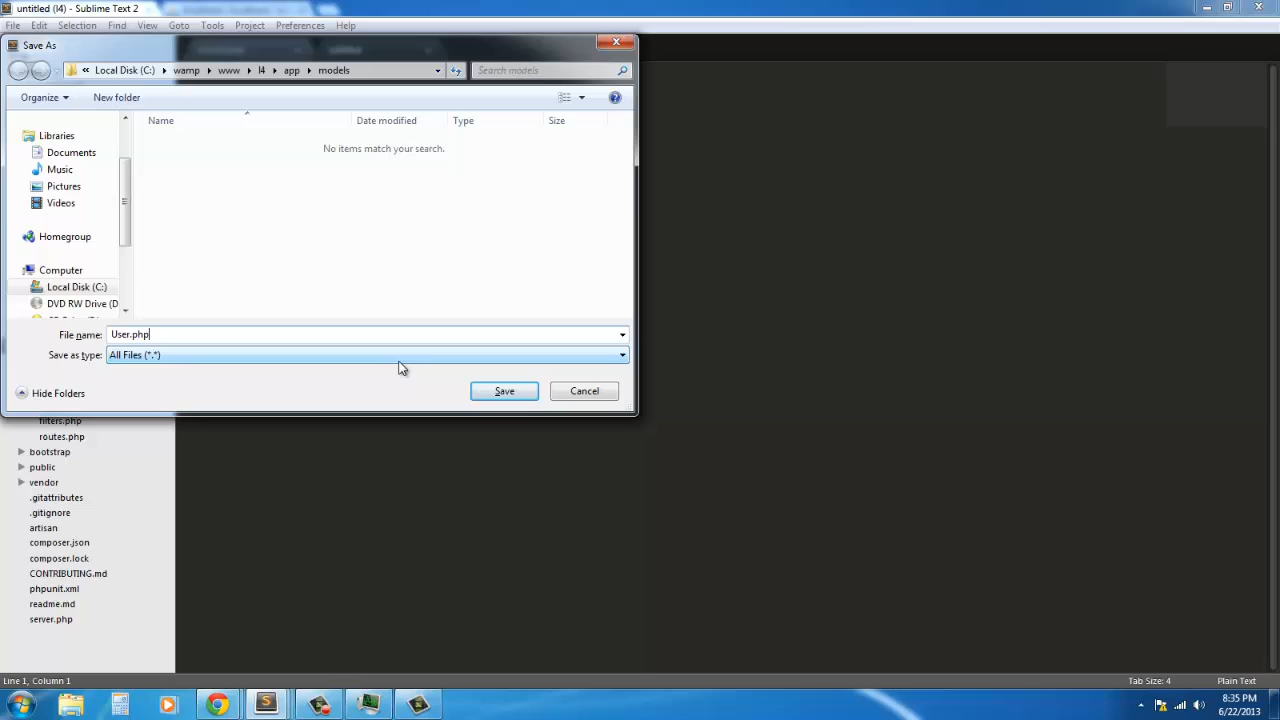 untitled (l4) - Sublime Text 2
File Edit Selection Find View Goto Tools Project Preferences Help
Save As
« Local Disk (C:) ▸ wamp ▸ www ▸ l4 ▸ app ▸ models
Search models
Organize New folder
Name Date modified Type Size
No items match your search.
Libraries
Documents
Music
Pictures
Videos
Homegroup
Computer
Local Disk (C:)
DVD RW Drive (D
File name: User.php
Save as type: All Files (*.*)
Hide Folders Save Cancel
filters.php
routes.php
bootstrap
public
vendor
.gitattributes
.gitignore
artisan
composer.json
composer.lock
CONTRIBUTING.md
phpunit.xml
readme.md
server.php
Line 1, Column 1 Tab Size: 4 Plain Text
8:35 PM
6/22/2013